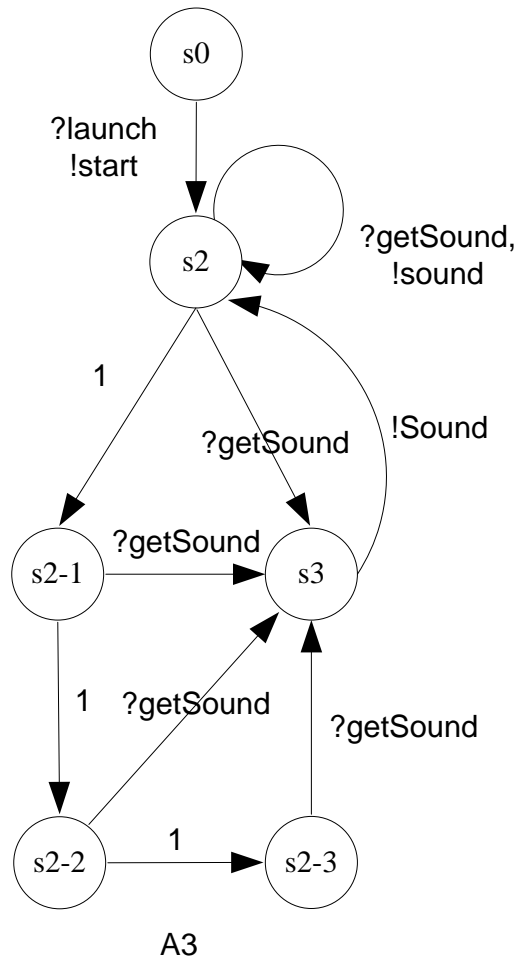 s0
?launch
!start
s2
?getSound,
!sound
1
?getSound
!Sound
s2-1
?getSound
s3
1
?getSound
?getSound
s2-2
1
s2-3
A3